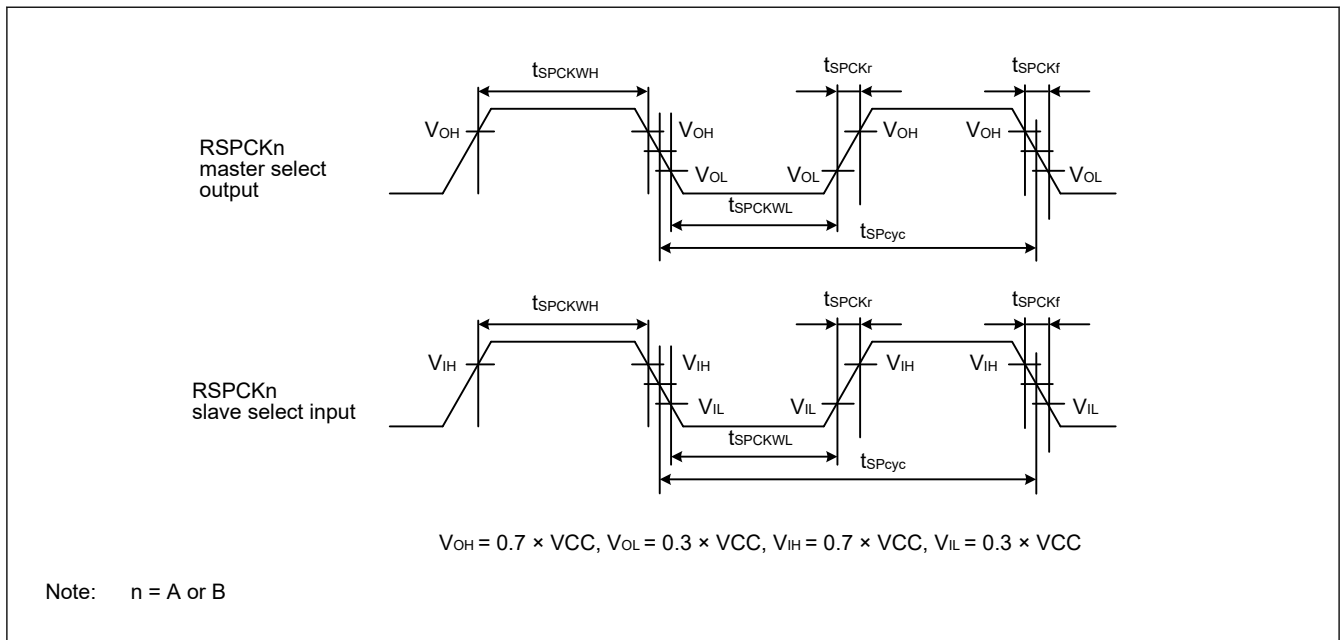 tSPCKWH
tSPCKr
tSPCKf
VOH
VOH
VOH
VOH
RSPCKn
master select
output
VOL
VOL
VOL
tSPCKWL
tSPcyc
tSPCKWH
tSPCKr
tSPCKf
VIH
VIH
VIH
VIH
RSPCKn
slave select input
VIL
VIL
VIL
tSPCKWL
tSPcyc
VOH = 0.7 × VCC, VOL = 0.3 × VCC, VIH = 0.7 × VCC, VIL = 0.3 × VCC
Note: n = A or B